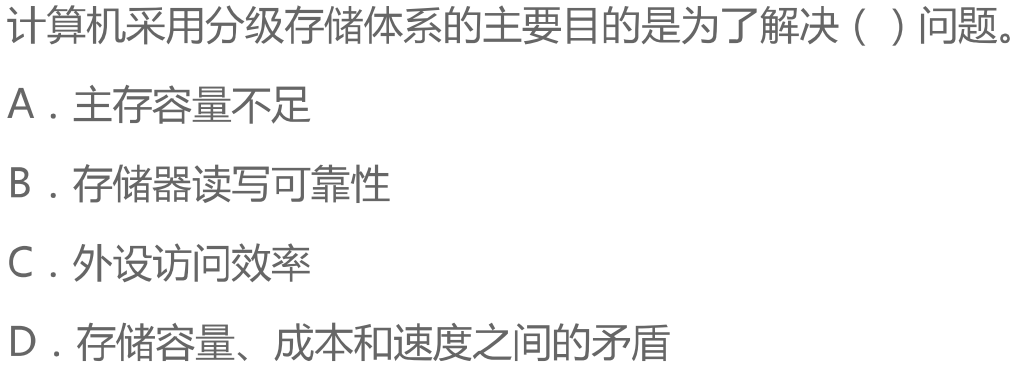 计算机采用分级存储体系的主要目的是为了解决（ ）问题。
A．主存容量不足
B．存储器读写可靠性
C．外设访问效率
D．存储容量、成本和速度之间的矛盾